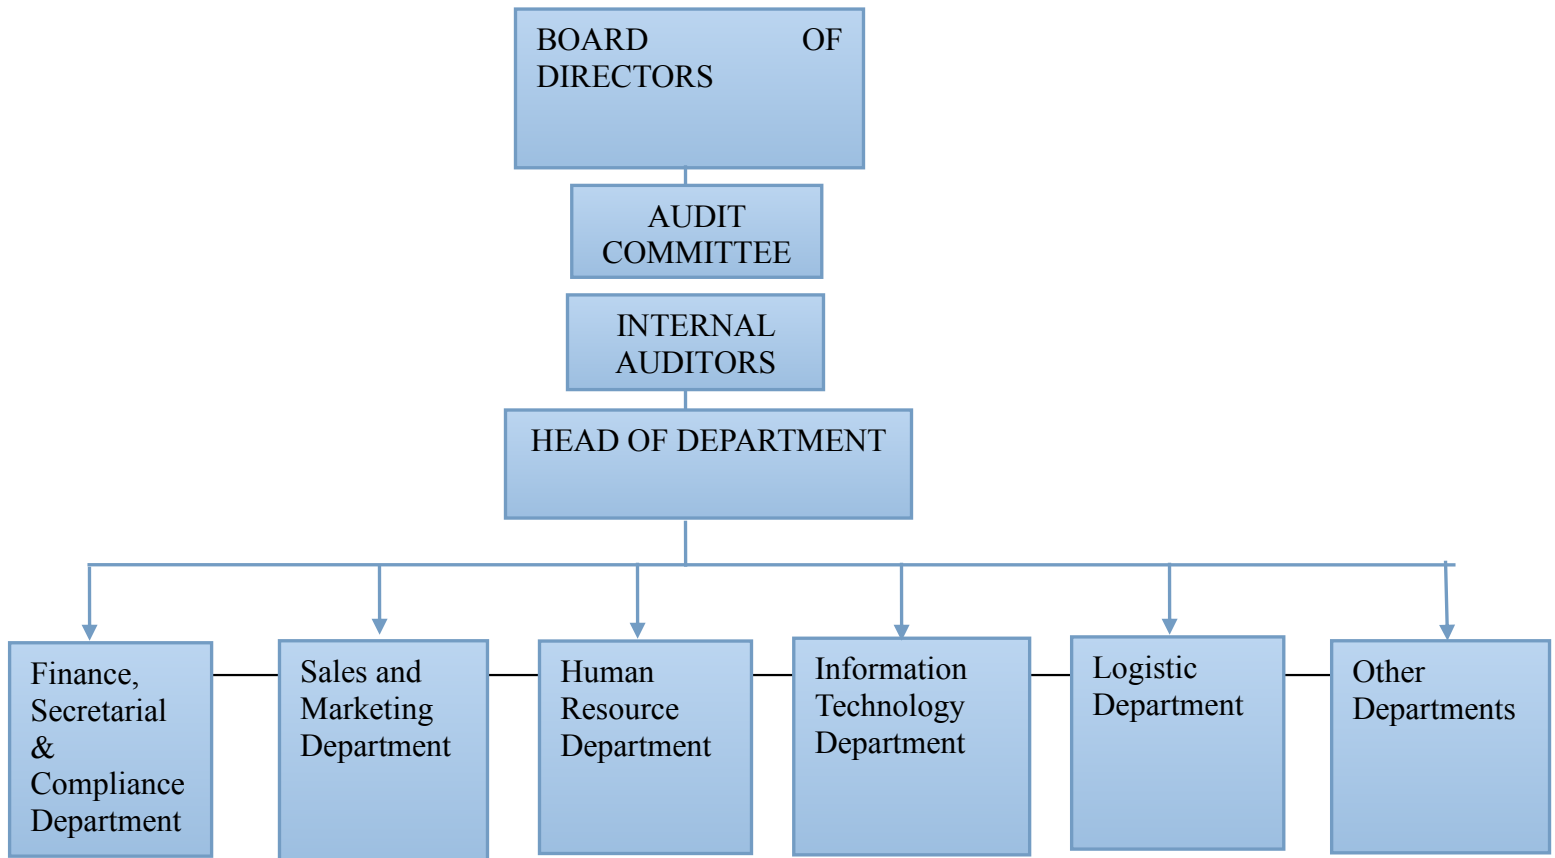 BOARD OF
DIRECTORS
AUDIT
COMMITTEE
INTERNAL
AUDITORS
HEAD OF DEPARTMENT
Finance,
Secretarial
&
Compliance
Department
Sales and
Marketing
Department
Human
Resource
Department
Information
Technology
Department
Logistic
Department
Other
Departments